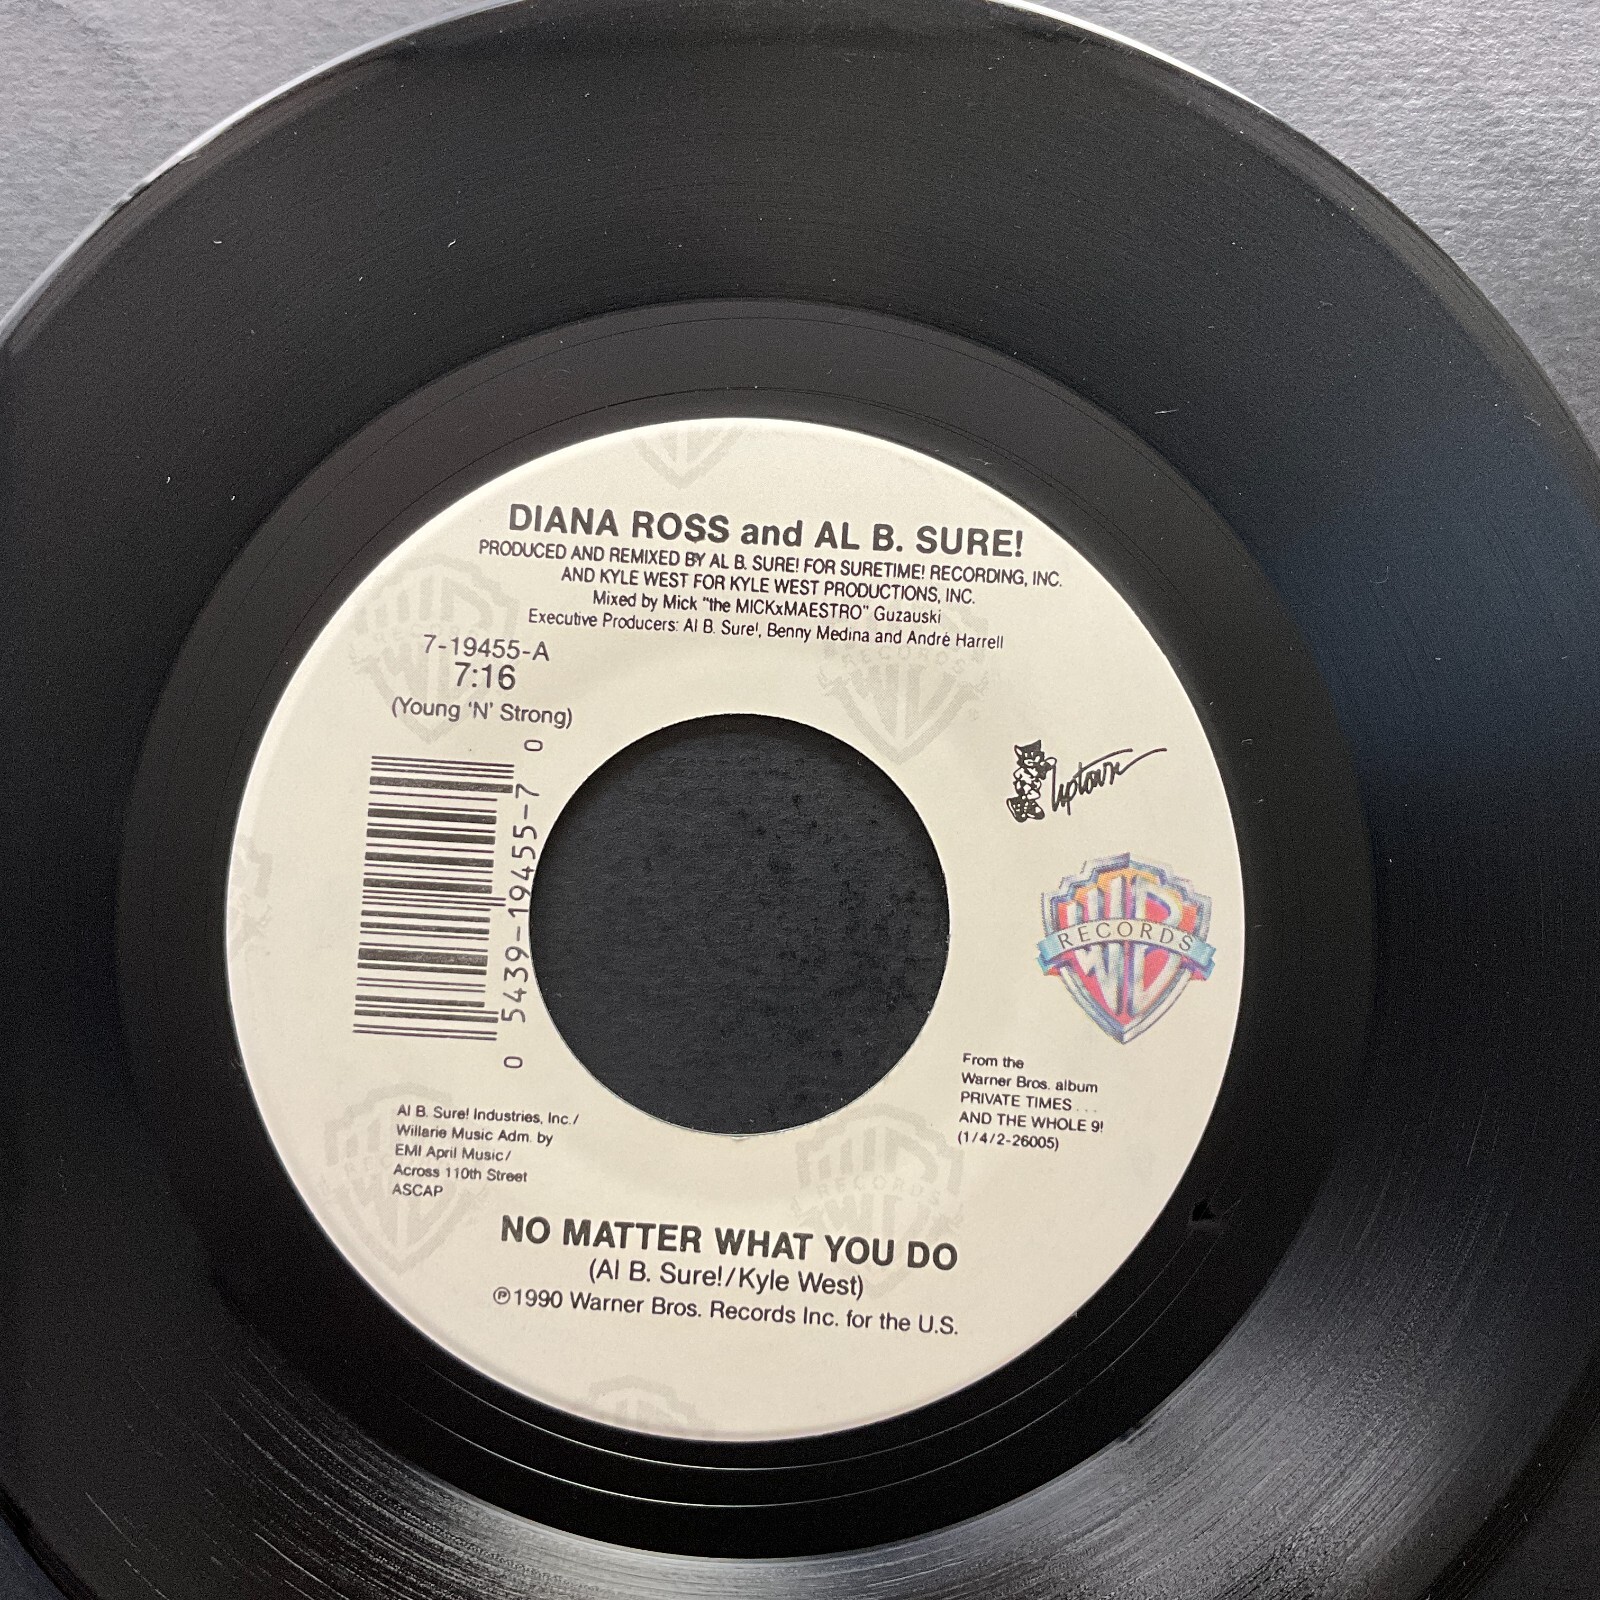 DIANA ROSS and AL B. SURE!
PRODUCED AND REMIXED BY AL B. SURE! FOR SURETIME! RECORDING, INC.
AND KYLE WEST FOR KYLE WEST PRODUCTIONS, INC.
Mixed by Mick "the MICKxMAESTRO" Guzauski
Executive Producers: Al B. Sure!, Benny Medina and André Harrell
7-19455-A
7:16
(Young 'N' Strong)
0 5439-19455-7 0
Uptown
WB
RECORDS
From the
Warner Bros. album
PRIVATE TIMES . . .
AND THE WHOLE 9!
(1/4/2-26005)
Al B. Sure! Industries, Inc./
Willarie Music Adm. by
EMI April Music/
Across 110th Street
ASCAP
NO MATTER WHAT YOU DO
(Al B. Sure!/Kyle West)
℗1990 Warner Bros. Records Inc. for the U.S.